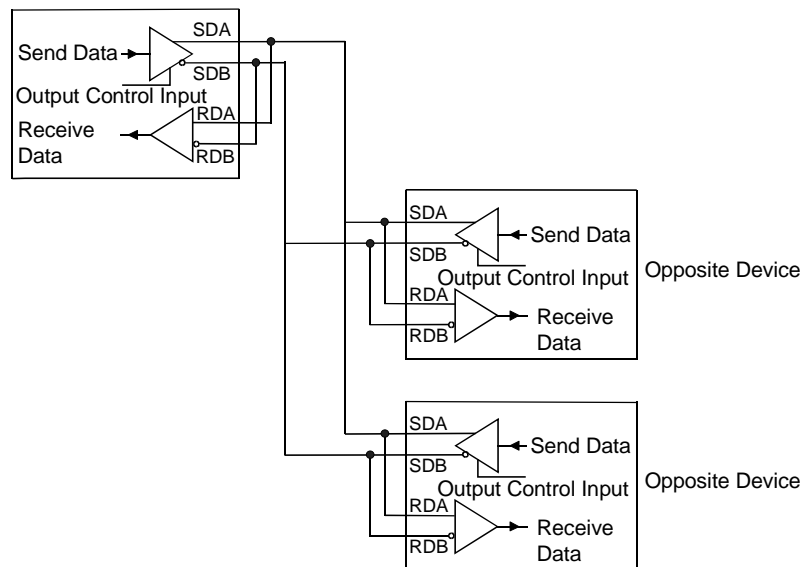 SDA
Send Data
SDB
Output Control Input
RDA
Receive
Data
RDB
SDA
Send Data
SDB
Output Control Input
Opposite Device
RDA
Receive
Data
RDB
SDA
Send Data
SDB
Output Control Input
Opposite Device
RDA
Receive
Data
RDB